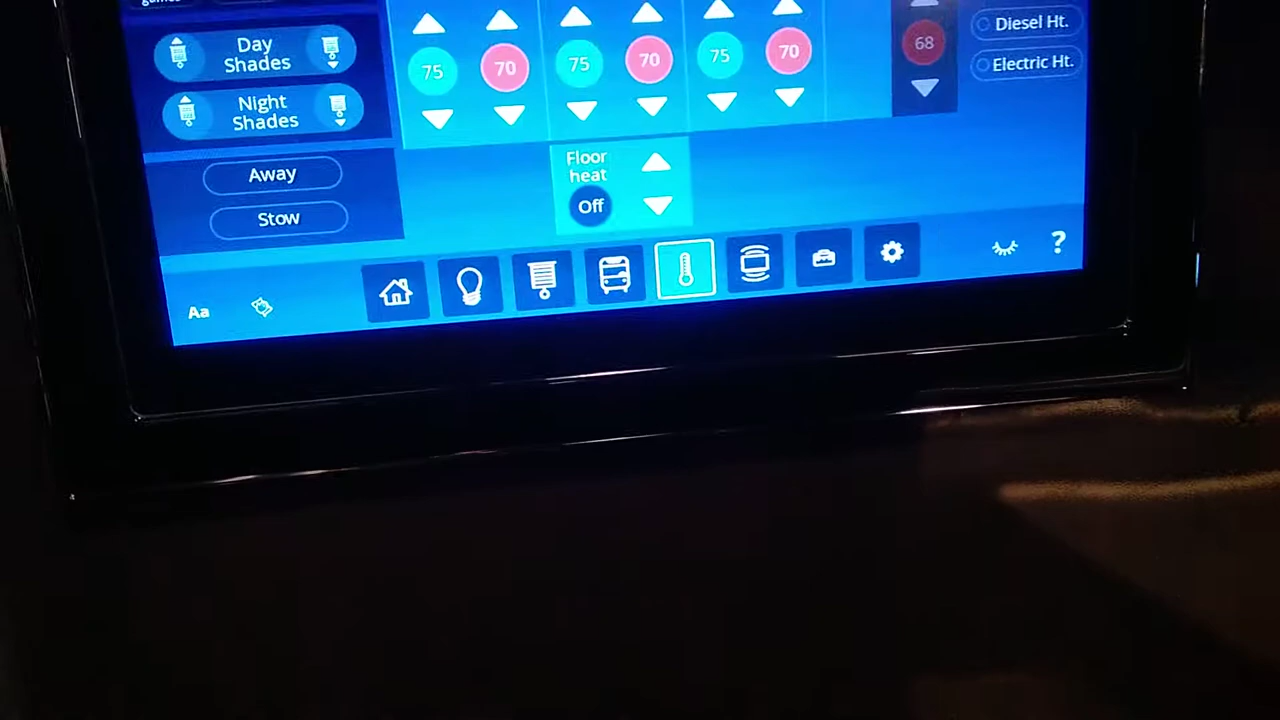 games
Day
Shades
Night
Shades
Away
Stow
75
70
75
70
75
70
68
Diesel Ht.
Electric Ht.
Floor
heat
Off
Aa
?